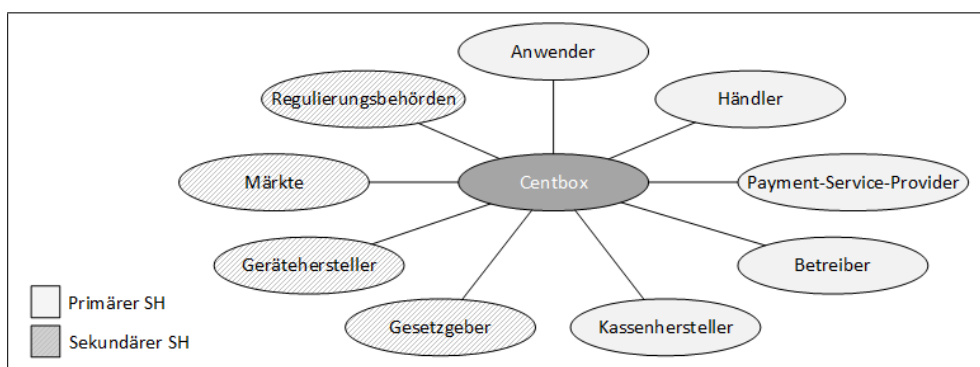 Anwender
Regulierungsbehörden
Händler
Märkte
Centbox
Payment-Service-Provider
Gerätehersteller
Betreiber
Gesetzgeber
Kassenhersteller
Primärer SH
Sekundärer SH